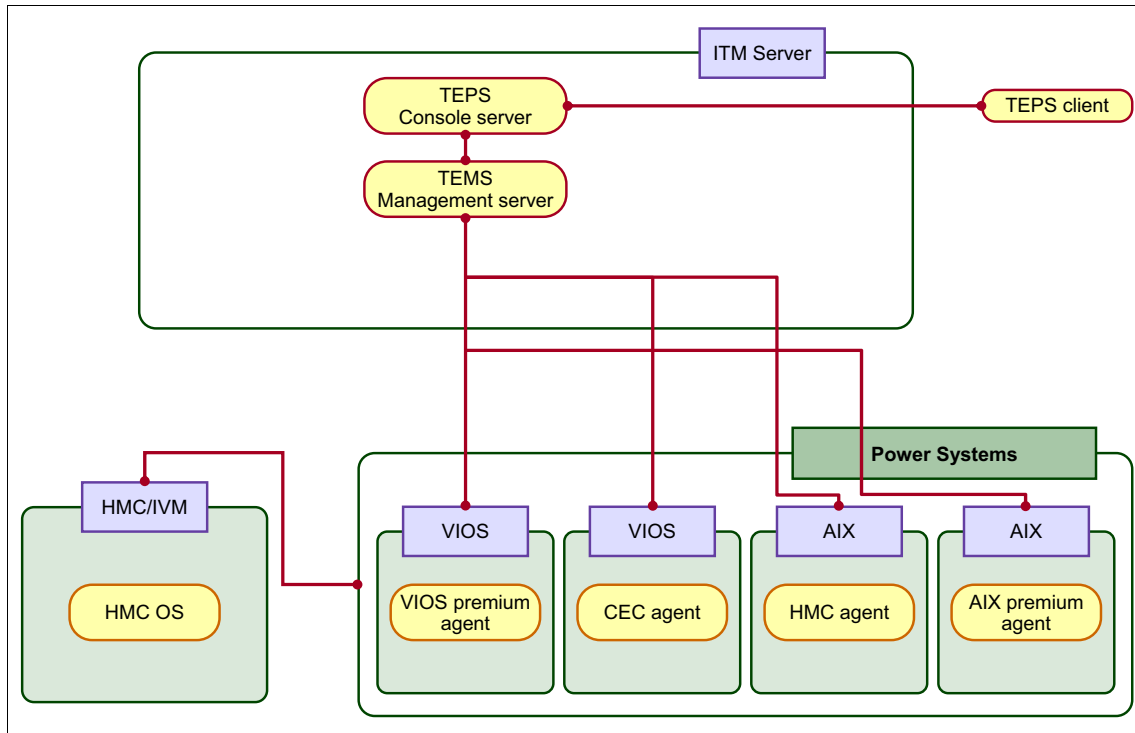 ITM Server
TEPS
Console server
TEPS client
TEMS
Management server
Power Systems
HMC/IVM
VIOS
VIOS
AIX
AIX
HMC OS
VIOS premium
agent
CEC agent
HMC agent
AIX premium
agent